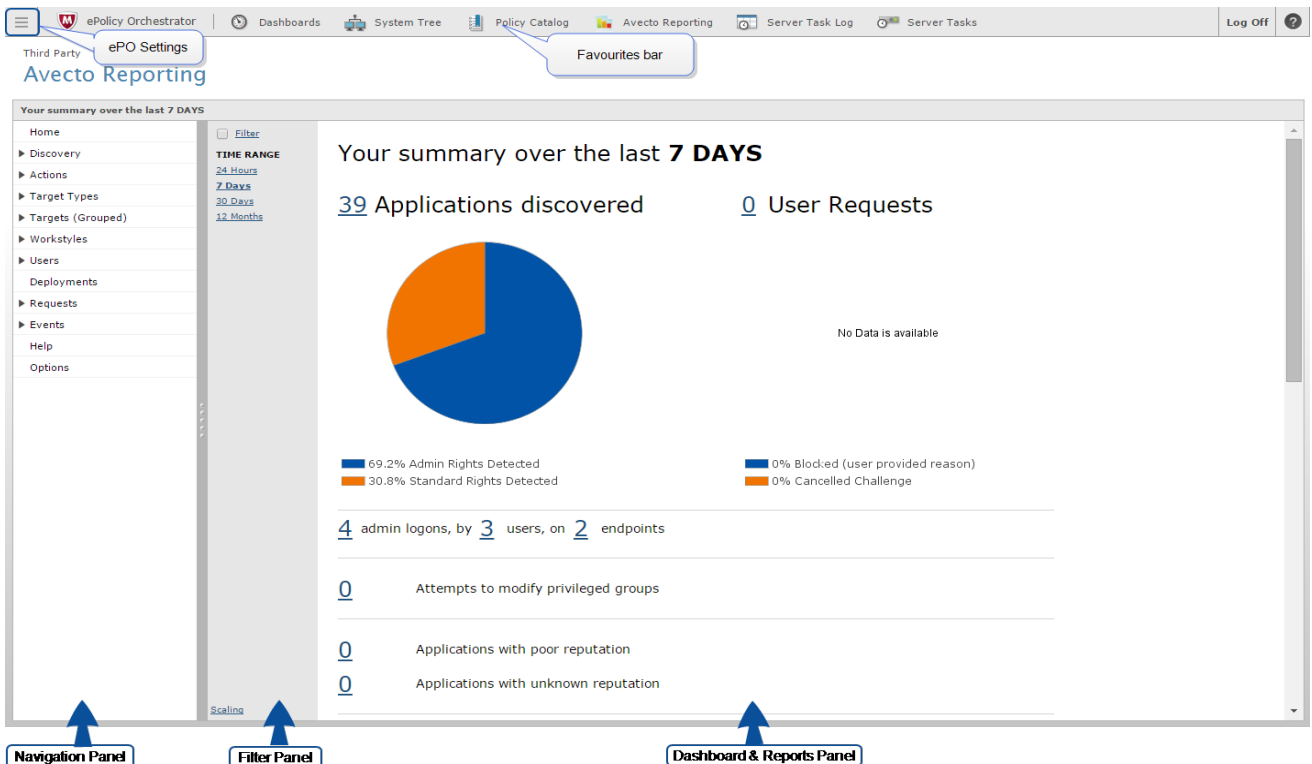 ePolicy Orchestrator Dashboards System Tree Policy Catalog Avecto Reporting Server Task Log Server Tasks Log Off ?
ePO Settings
Favourites bar
Third Party
Avecto Reporting
Your summary over the last 7 DAYS
Home
Discovery
Actions
Target Types
Targets (Grouped)
Workstyles
Users
Deployments
Requests
Events
Help
Options
Filter
TIME RANGE
24 Hours
7 Days
30 Days
12 Months
Scaling
Your summary over the last 7 DAYS
39 Applications discovered
0 User Requests
No Data is available
69.2% Admin Rights Detected
30.8% Standard Rights Detected
0% Blocked (user provided reason)
0% Cancelled Challenge
4 admin logons, by 3 users, on 2 endpoints
0 Attempts to modify privileged groups
0 Applications with poor reputation
0 Applications with unknown reputation
Navigation Panel
Filter Panel
Dashboard & Reports Panel